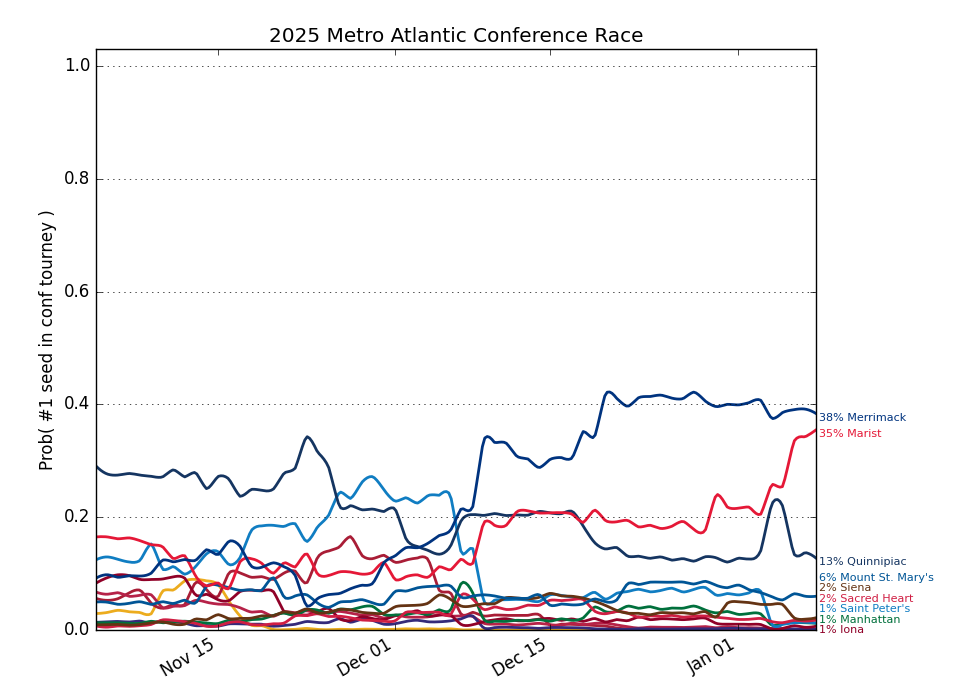 2025 Metro Atlantic Conference Race
Prob( #1 seed in conf tourney )
1.0
0.8
0.6
0.4
0.2
0.0
Nov 15
Dec 01
Dec 15
Jan 01
38% Merrimack
35% Marist
13% Quinnipiac
6% Mount St. Mary's
2% Siena
2% Sacred Heart
1% Saint Peter's
1% Manhattan
1% Iona